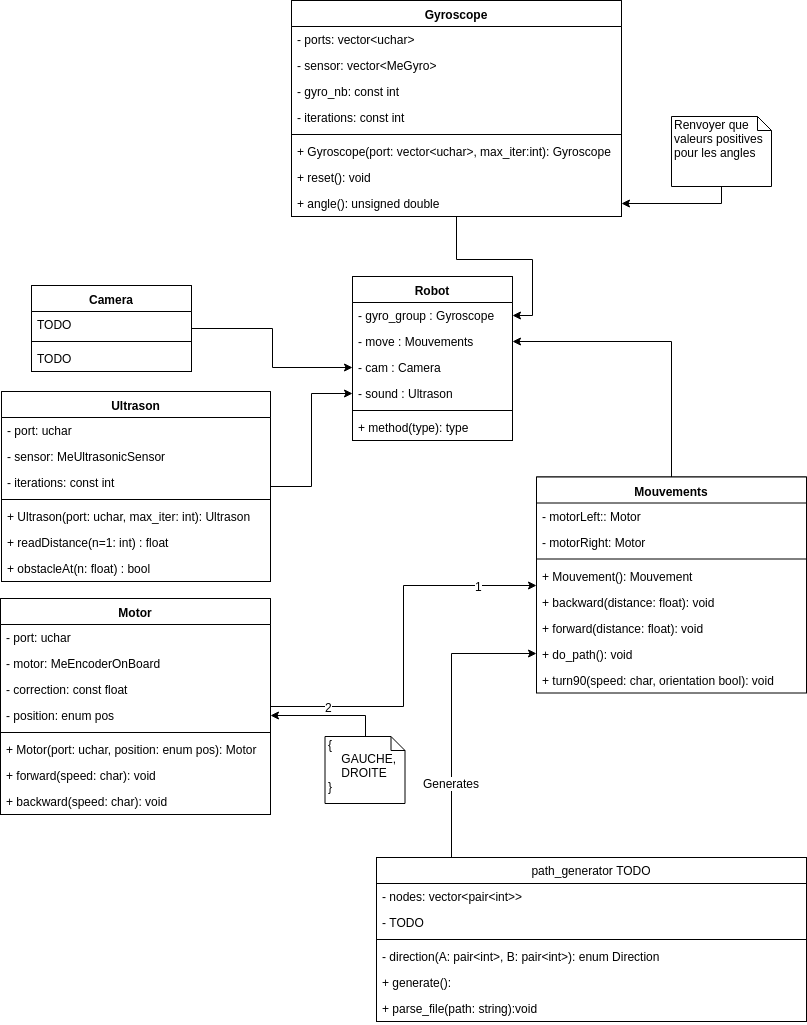 Gyroscope
- ports: vector<uchar>
- sensor: vector<MeGyro>
- gyro_nb: const int
- iterations: const int
+ Gyroscope(port: vector<uchar>, max_iter:int): Gyroscope
+ reset(): void
+ angle(): unsigned double
Renvoyer que
valeurs positives
pour les angles
Camera
TODO
TODO
Robot
- gyro_group : Gyroscope
- move : Mouvements
- cam : Camera
- sound : Ultrason
+ method(type): type
Ultrason
- port: uchar
- sensor: MeUltrasonicSensor
- iterations: const int
+ Ultrason(port: uchar, max_iter: int): Ultrason
+ readDistance(n=1: int) : float
+ obstacleAt(n: float) : bool
Mouvements
- motorLeft:: Motor
- motorRight: Motor
+ Mouvement(): Mouvement
+ backward(distance: float): void
+ forward(distance: float): void
+ do_path(): void
+ turn90(speed: char, orientation bool): void
1
Motor
- port: uchar
- motor: MeEncoderOnBoard
- correction: const float
- position: enum pos
+ Motor(port: uchar, position: enum pos): Motor
+ forward(speed: char): void
+ backward(speed: char): void
2
{
GAUCHE,
DROITE
}
Generates
path_generator TODO
- nodes: vector<pair<int>>
- TODO
- direction(A: pair<int>, B: pair<int>): enum Direction
+ generate():
+ parse_file(path: string):void